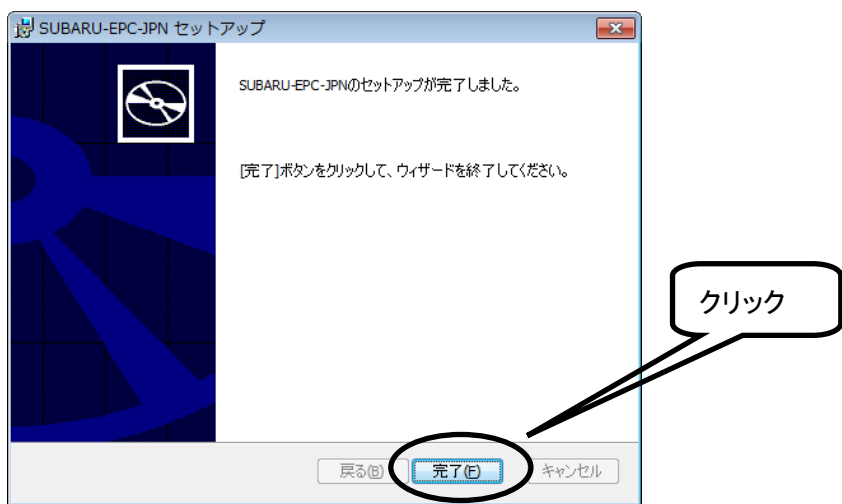 SUBARU-EPC-JPN セットアップ
SUBARU-EPC-JPNのセットアップが完了しました。
[完了]ボタンをクリックして、ウィザードを終了してください。
クリック
戻る(B) 完了(F) キャンセル